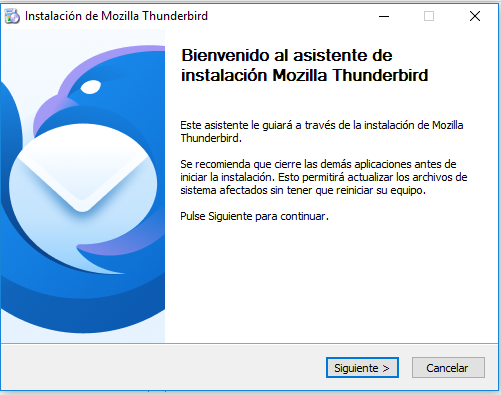 Instalación de Mozilla Thunderbird
Bienvenido al asistente de
instalación Mozilla Thunderbird
Este asistente le guiará a través de la instalación de Mozilla
Thunderbird.
Se recomienda que cierre las demás aplicaciones antes de
iniciar la instalación. Esto permitirá actualizar los archivos de
sistema afectados sin tener que reiniciar su equipo.
Pulse Siguiente para continuar.
Siguiente >
Cancelar